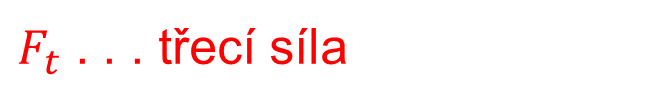 Fₜ . . . třecí síla